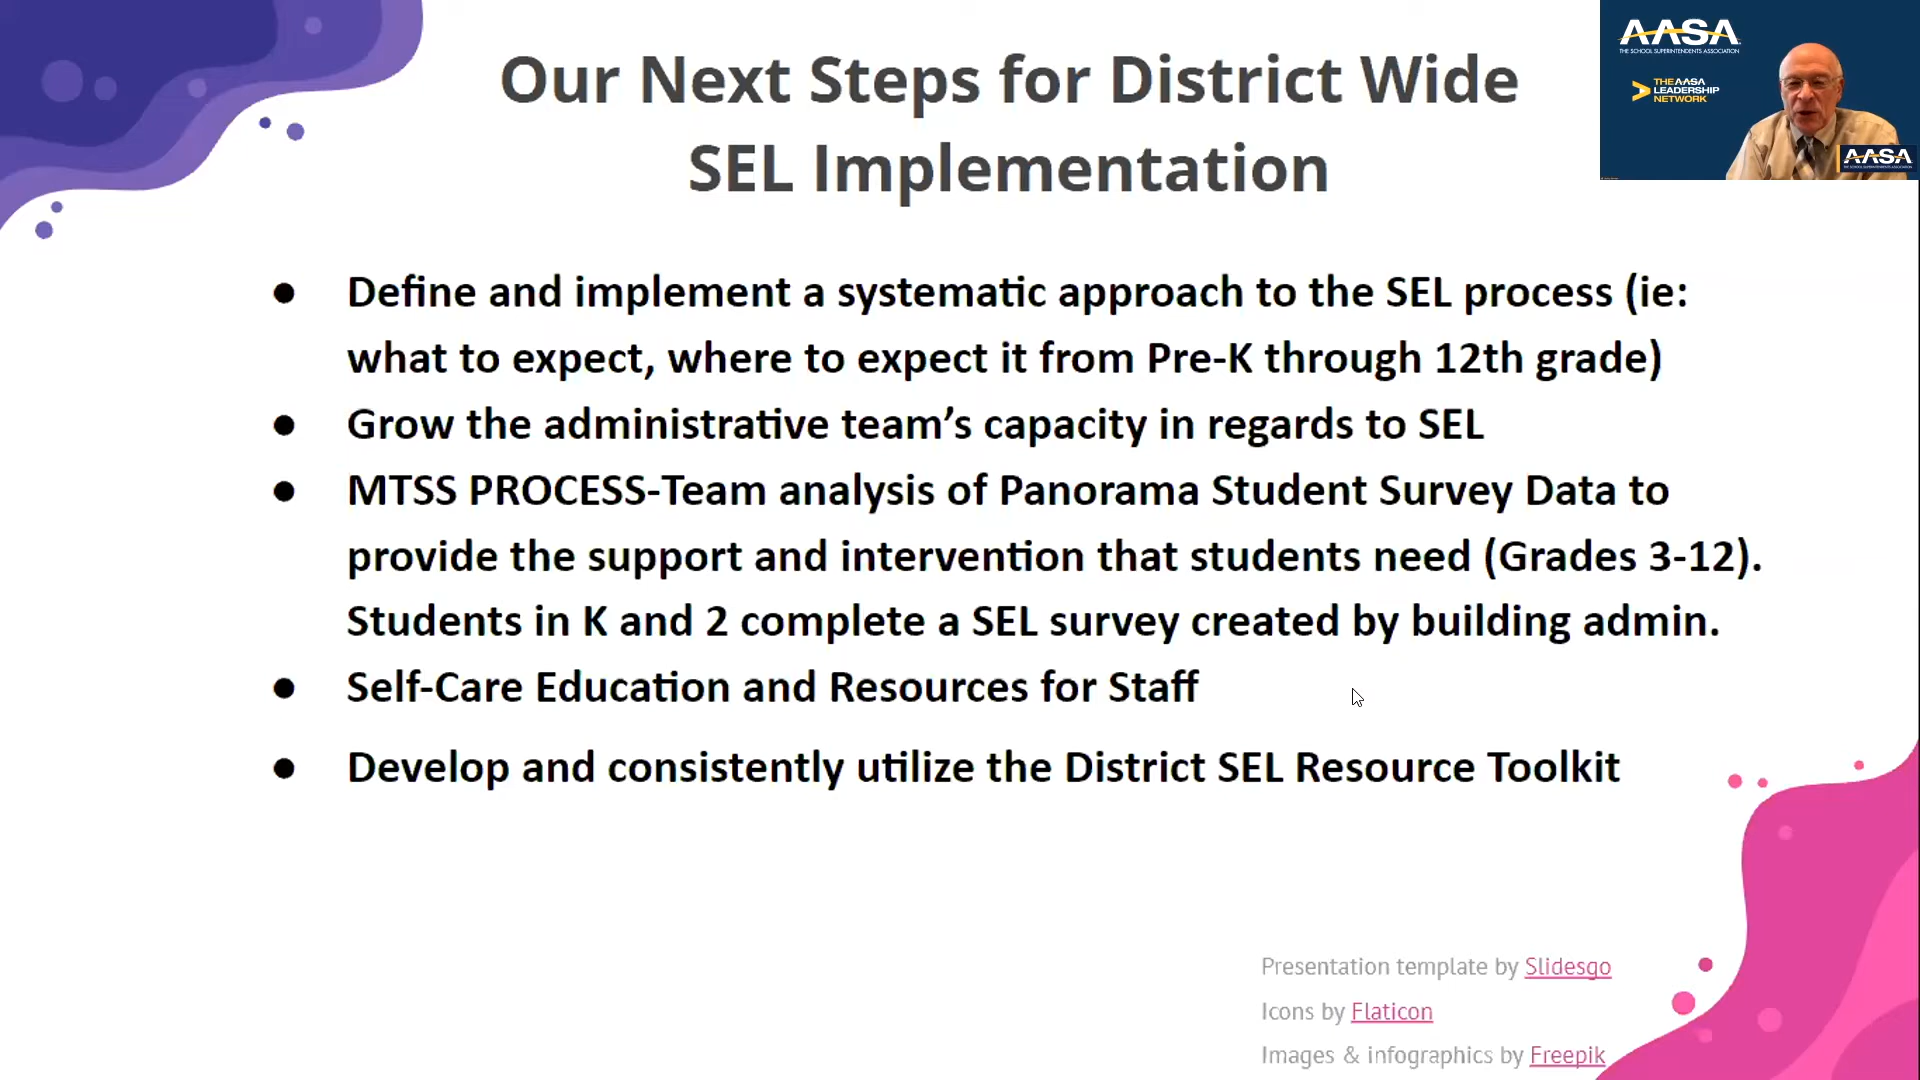 Our Next Steps for District Wide
SEL Implementation
AASA
THE SCHOOL SUPERINTENDENTS ASSOCIATION
THE AASA
LEADERSHIP
NETWORK
AASA
THE SCHOOL SUPERINTENDENTS ASSOCIATION
● Define and implement a systematic approach to the SEL process (ie:
what to expect, where to expect it from Pre-K through 12th grade)
● Grow the administrative team’s capacity in regards to SEL
● MTSS PROCESS-Team analysis of Panorama Student Survey Data to
provide the support and intervention that students need (Grades 3-12).
Students in K and 2 complete a SEL survey created by building admin.
● Self-Care Education and Resources for Staff
● Develop and consistently utilize the District SEL Resource Toolkit
Presentation template by Slidesgo
Icons by Flaticon
Images & infographics by Freepik